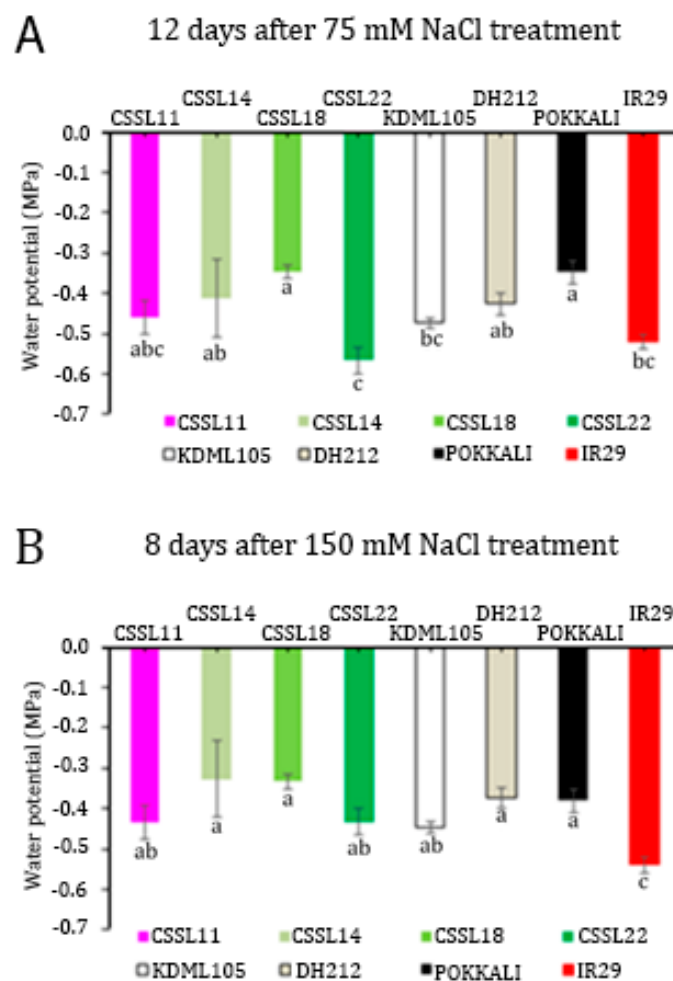 A
12 days after 75 mM NaCl treatment
CSSL14 CSSL22 DH212 IR29
CSSL11 CSSL18 KDML105 POKKALI
Water potential (MPa)
0.0
-0.1
-0.2
-0.3
-0.4
-0.5
-0.6
-0.7
abc ab a c bc ab a bc
CSSL11 CSSL14 CSSL18 CSSL22
KDML105 DH212 POKKALI IR29
B
8 days after 150 mM NaCl treatment
CSSL14 CSSL22 DH212 IR29
CSSL11 CSSL18 KDML105 POKKALI
Water potential (MPa)
0.0
-0.1
-0.2
-0.3
-0.4
-0.5
-0.6
-0.7
ab a a ab ab a a c
CSSL11 CSSL14 CSSL18 CSSL22
KDML105 DH212 POKKALI IR29